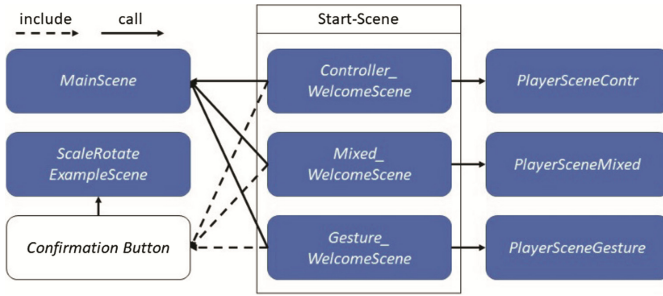 include
call
Start-Scene
MainScene
Controller_
WelcomeScene
PlayerSceneContr
ScaleRotate
ExampleScene
Mixed_
WelcomeScene
PlayerSceneMixed
Confirmation Button
Gesture_
WelcomeScene
PlayerSceneGesture